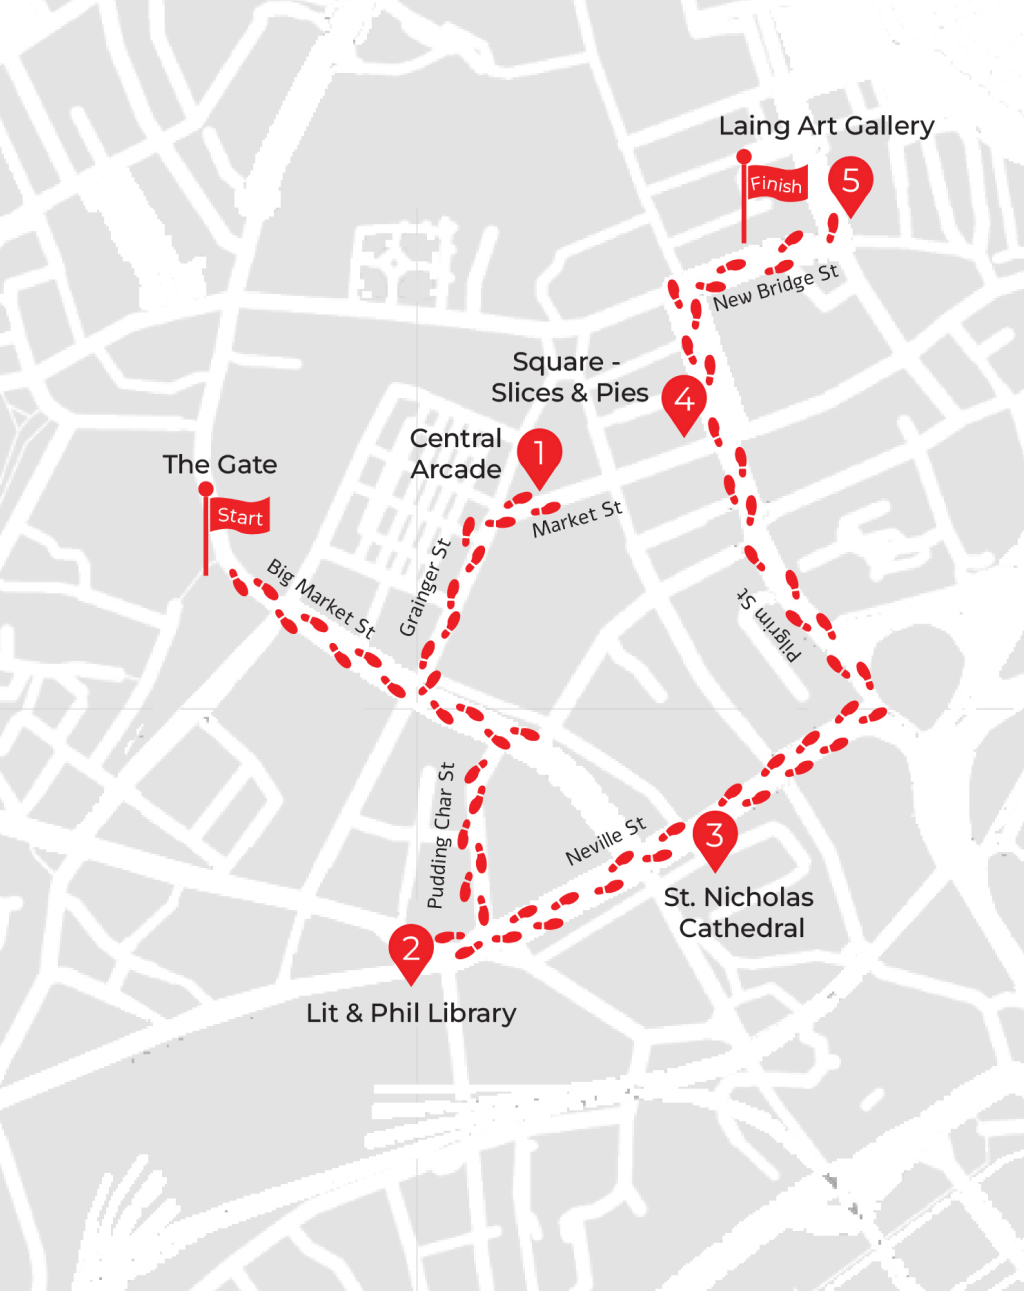 Laing Art Gallery
Finish
5
New Bridge St
Square -
Slices & Pies
4
Central
Arcade
1
Market St
The Gate
Start
Grainger St
Big Market St
Pilgrim St
Pudding Char St
Neville St
3
St. Nicholas
Cathedral
2
Lit & Phil Library